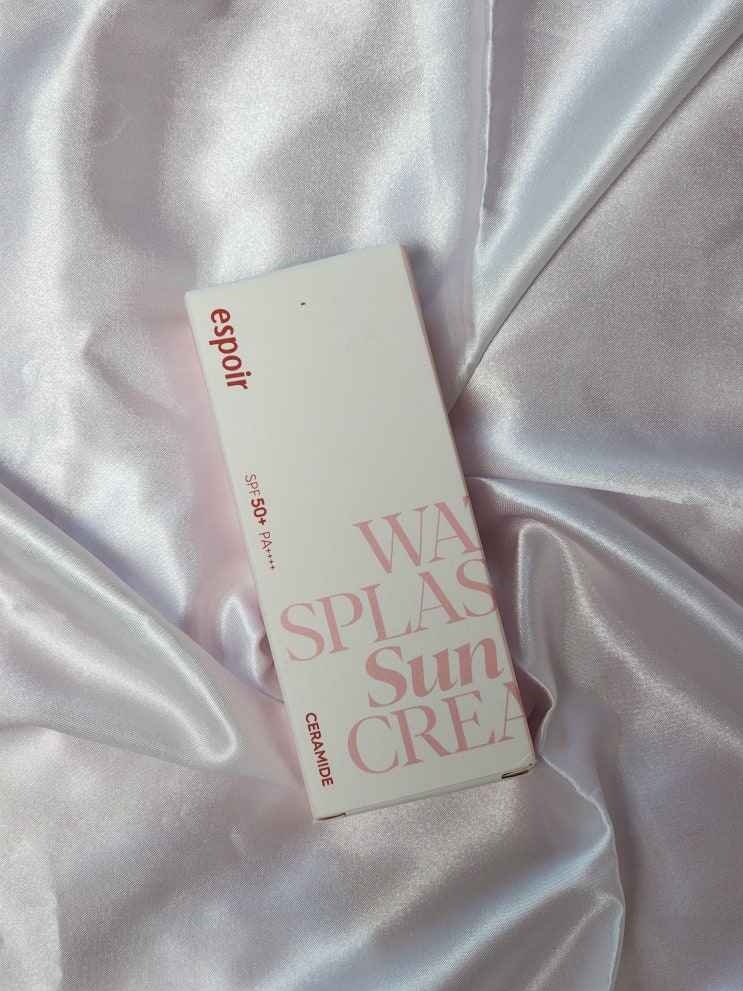 espoir
SPF50+ PA++++
WAT
SPLAS
Sun
CREA
CERAMIDE